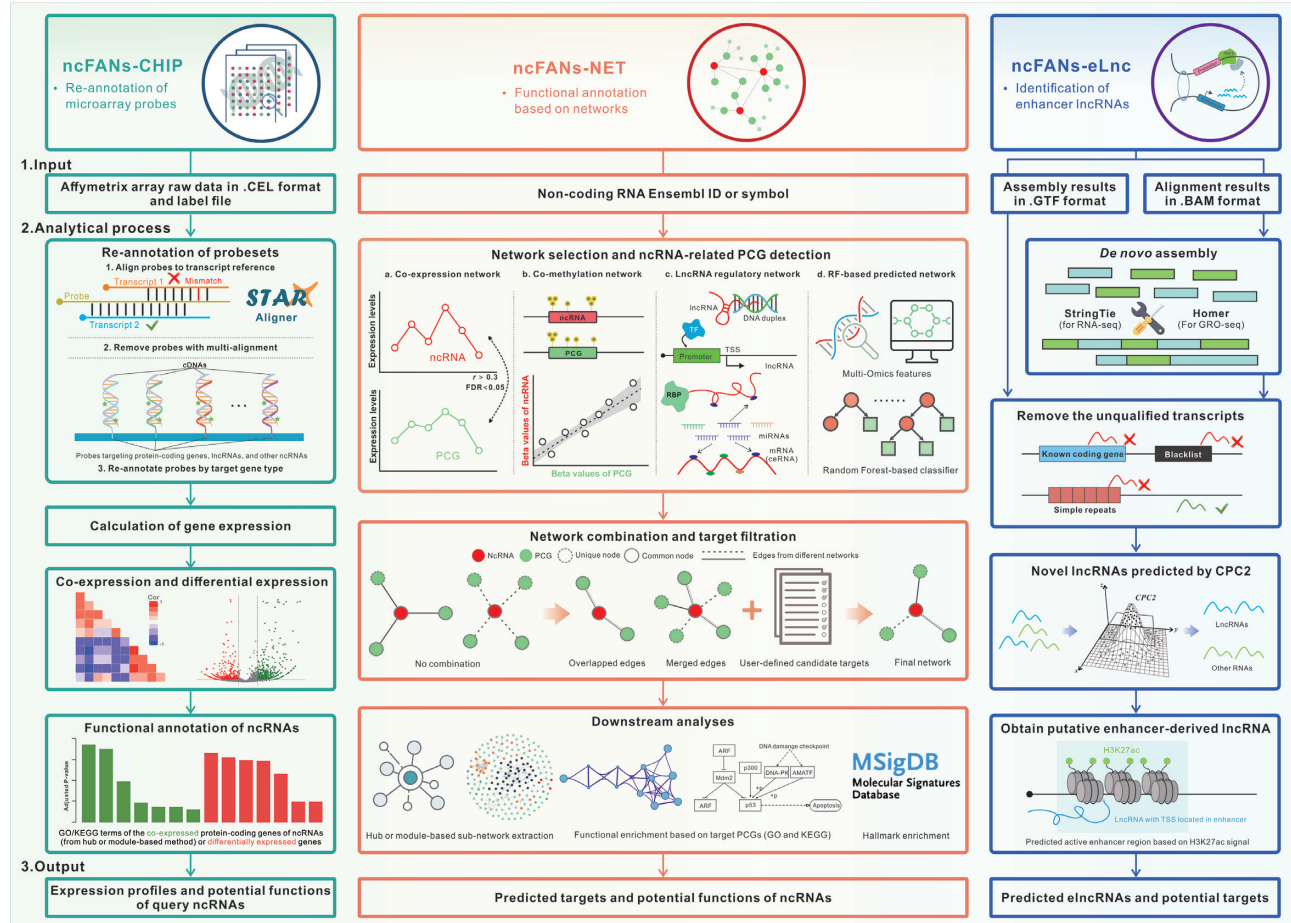 ncFANs-CHIP
• Re-annotation of
microarray probes
ncFANs-NET
• Functional annotation
based on networks
ncFANs-eLnc
• Identification of
enhancer lncRNAs
Promoter
1.Input
Affymetrix array raw data in .CEL format
and label file
Non-coding RNA Ensembl ID or symbol
Assembly results
in .GTF format
Alignment results
in .BAM format
2.Analytical process
Re-annotation of probesets
1. Align probes to transcript reference
Transcript 1
Mismatch
Probe
Transcript 2
STAR
Aligner
2. Remove probes with multi-alignment
cDNAs
...
Probes targeting protein-coding genes, lncRNAs, and other ncRNAs
3. Re-annotate probes by target gene type
Calculation of gene expression
Co-expression and differential expression
Cor
1
-1
Functional annotation of ncRNAs
Adjusted P-value
GO/KEGG terms of the co-expressed protein-coding genes of ncRNAs
(from hub or module-based method) or differentially expressed genes
Network selection and ncRNA-related PCG detection
a. Co-expression network
Expression levels
ncRNA
r > 0.3
FDR<0.05
Expression levels
PCG
b. Co-methylation network
ncRNA
PCG
Beta values of ncRNA
Beta values of PCG
c. LncRNA regulatory network
lncRNA
DNA duplex
TF
Promoter
TSS
lncRNA
RBP
miRNAs
mRNA
(ceRNA)
d. RF-based predicted network
Multi-Omics features
......
Random Forest-based classifier
Network combination and target filtration
NcRNA
PCG
Unique node
Common node
Edges from different networks
No combination
Overlapped edges
Merged edges
User-defined candidate targets
Final network
Downstream analyses
Hub or module-based sub-network extraction
ARF
Mdm2
ARF
p300
p53
DNA damange checkpoint
DNA-PK
AMATF
+p
+p
Apoptosis
Functional enrichment based on target PCGs (GO and KEGG)
MSigDB
Molecular Signatures
Database
Hallmark enrichment
De novo assembly
StringTie
(for RNA-seq)
Homer
(For GRO-seq)
Remove the unqualified transcripts
Known coding gene
Blacklist
Simple repeats
Novel lncRNAs predicted by CPC2
CPC2
z
y
x
LncRNAs
Other RNAs
Obtain putative enhancer-derived lncRNA
H3K27ac
LncRNA with TSS located in enhancer
Predicted active enhancer region based on H3K27ac signal
3.Output
Expression profiles and potential functions
of query ncRNAs
Predicted targets and potential functions of ncRNAs
Predicted elncRNAs and potential targets